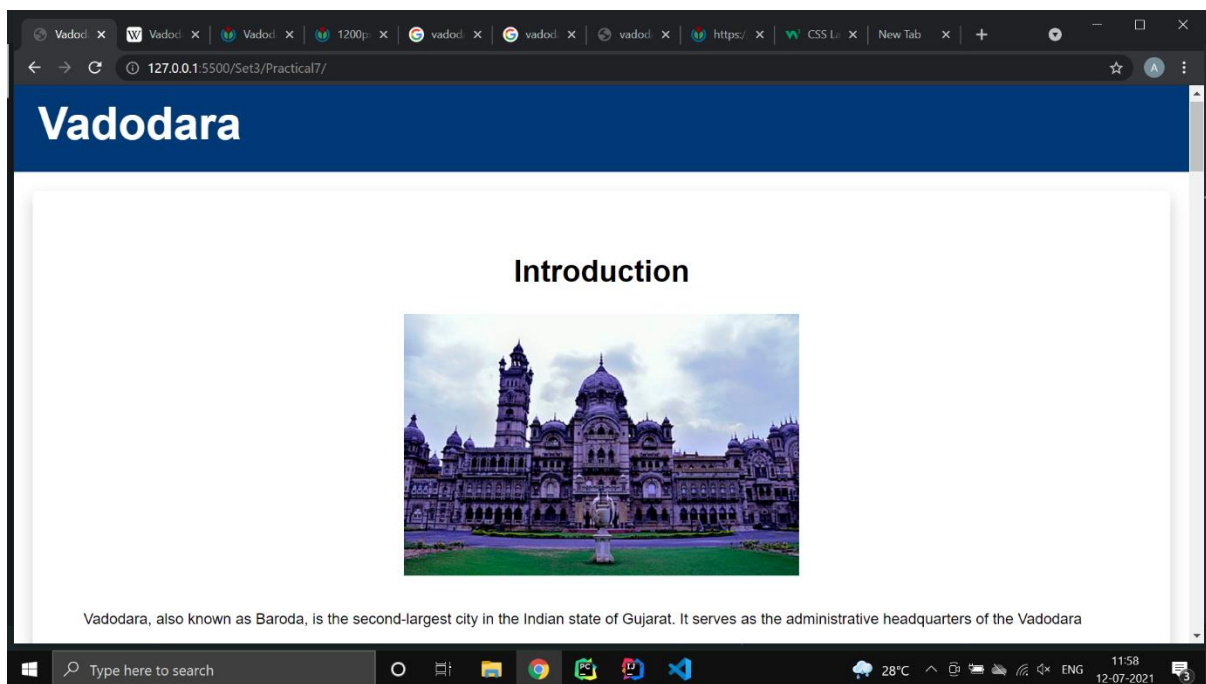 Vadod
Vadod
Vadod
1200p
vadod
vadod
vadod
https:/
CSS La
New Tab
127.0.0.1:5500/Set3/Practical7/
A
Vadodara
Introduction
Vadodara, also known as Baroda, is the second-largest city in the Indian state of Gujarat. It serves as the administrative headquarters of the Vadodara
Type here to search
28°C
ENG
11:58
12-07-2021
3